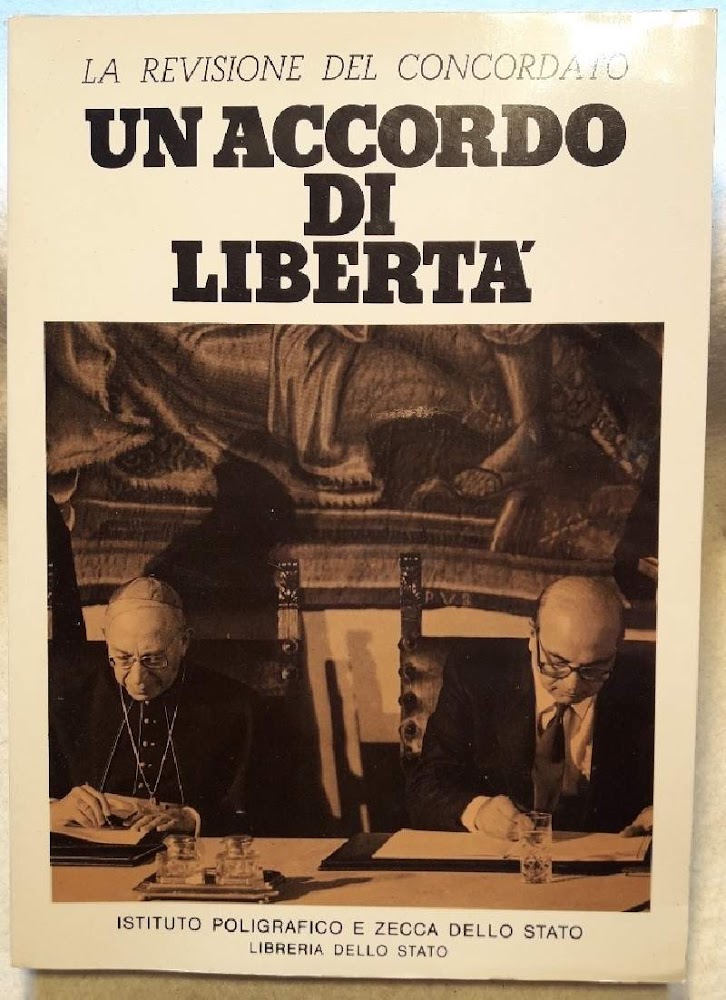 LA REVISIONE DEL CONCORDATO
UN ACCORDO
DI
LIBERTÀ
ISTITUTO POLIGRAFICO E ZECCA DELLO STATO
LIBRERIA DELLO STATO